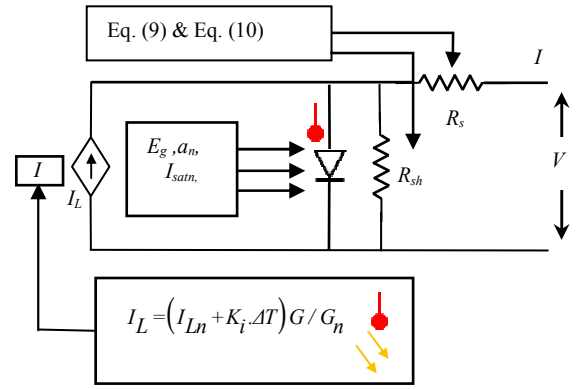 Eq. (9) & Eq. (10)
I
R_s
E_g ,a_n,
I_satn,
I
I_L
R_sh
V
I_L =(I_Ln + K_i.ΔT) G / G_n